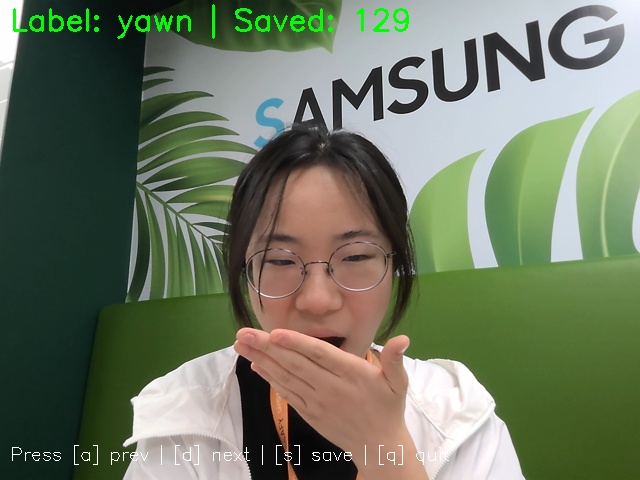 Label: yawn | Saved: 129
SAMSUNG
Press [a] prev | [d] next | [s] save | [q] quit